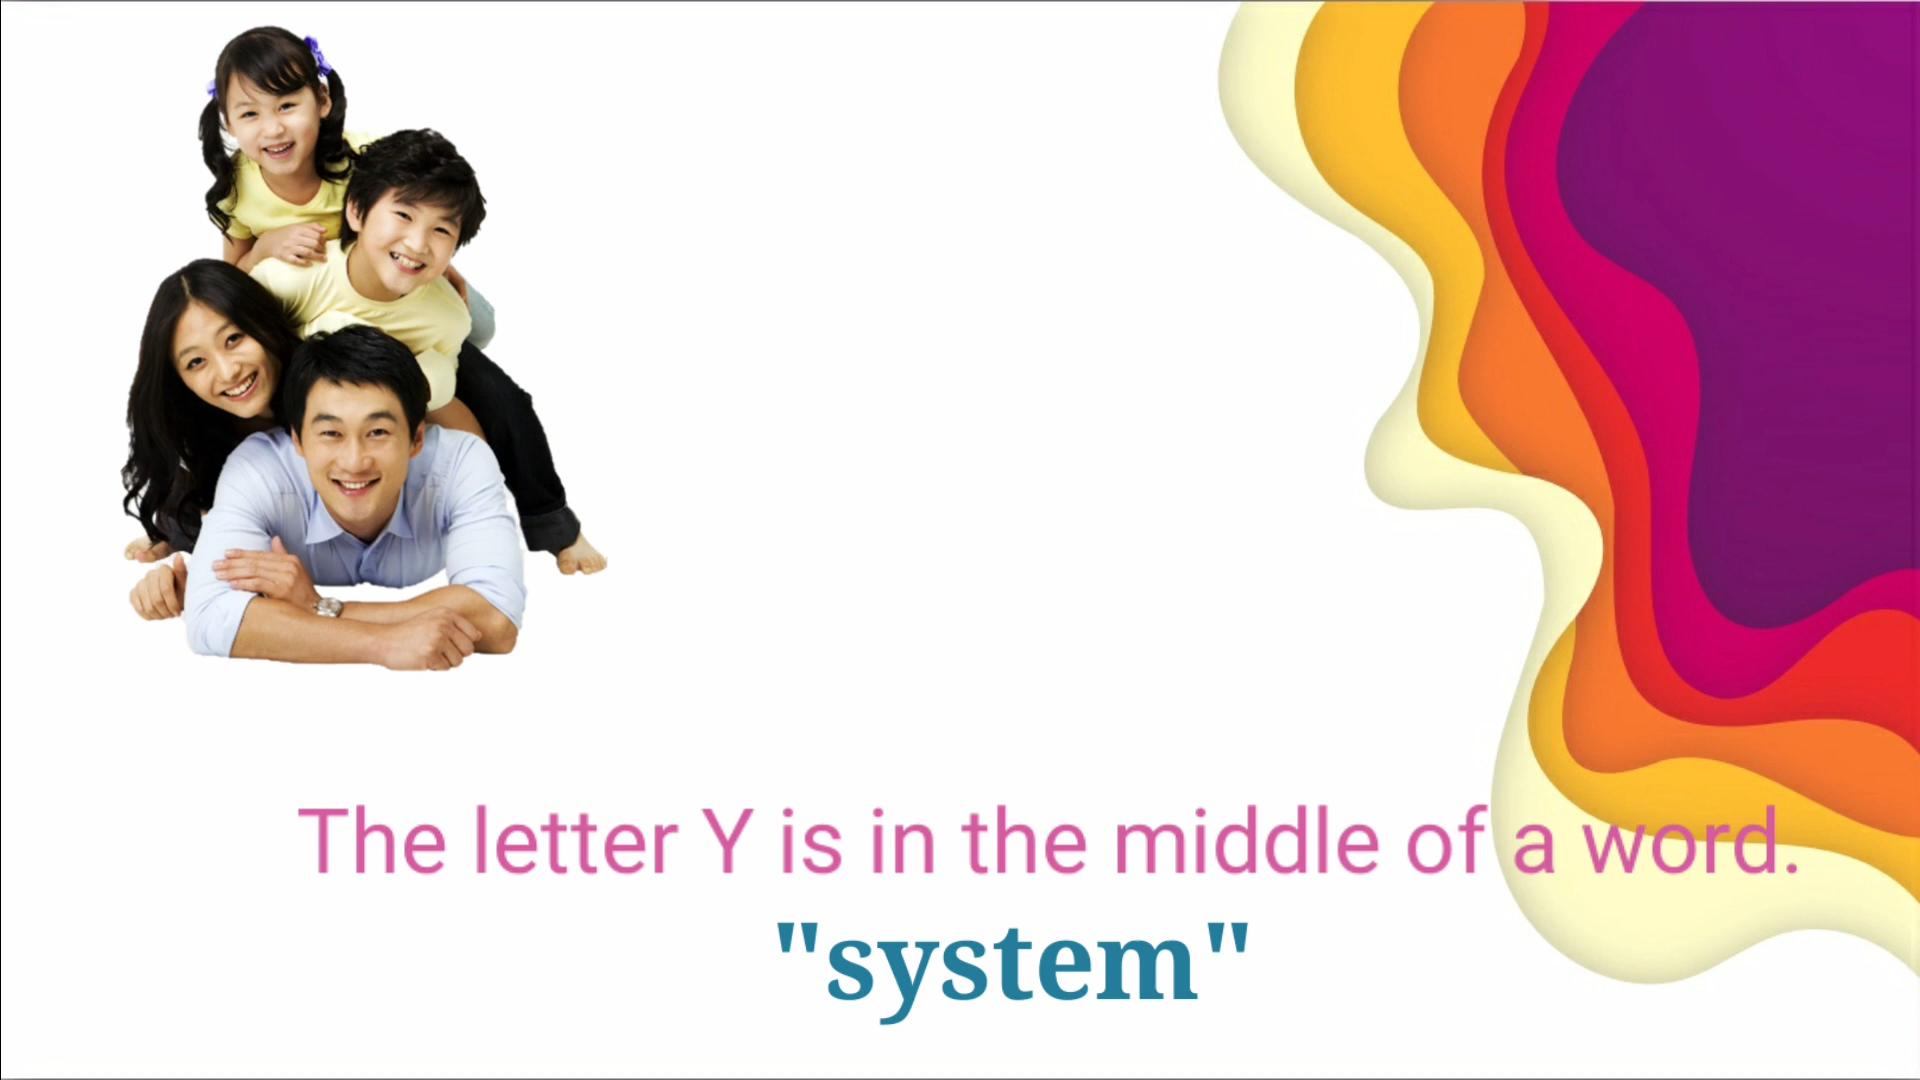 The letter Y is in the middle of a word.
"system"